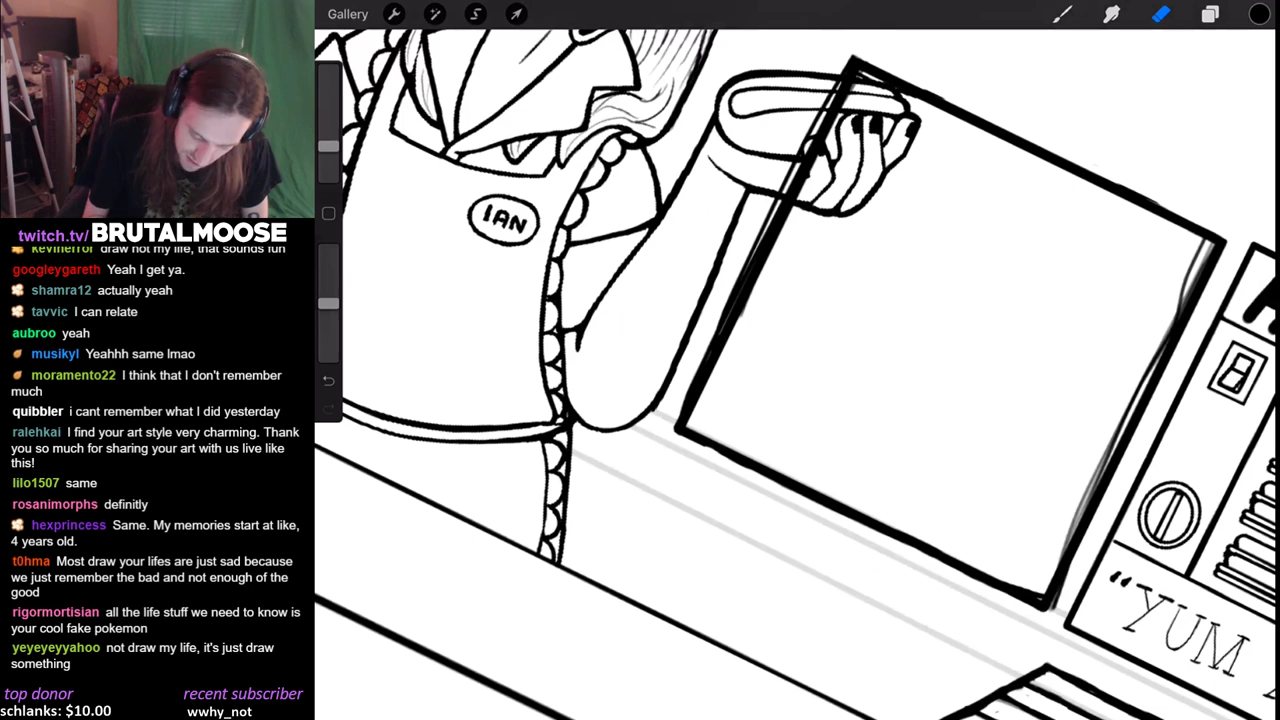 Gallery
IAN
8
"YUM
twitch.tv/BRUTALMOOSE
kevinerror draw not my life, that sounds fun
googleygareth Yeah I get ya.
shamra12 actually yeah
tavvic I can relate
aubroo yeah
musikyl Yeahhh same lmao
moramento22 I think that I don't remember
much
quibbler i cant remember what I did yesterday
ralehkai I find your art style very charming. Thank
you so much for sharing your art with us live like
this!
lilo1507 same
rosanimorphs definitly
hexprincess Same. My memories start at like,
4 years old.
t0hma Most draw your lifes are just sad because
we just remember the bad and not enough of the
good
rigormortisian all the life stuff we need to know is
your cool fake pokemon
yeyeyeyyahoo not draw my life, it's just draw
something
top donor recent subscriber
schlanks: $10.00 wwhy_not